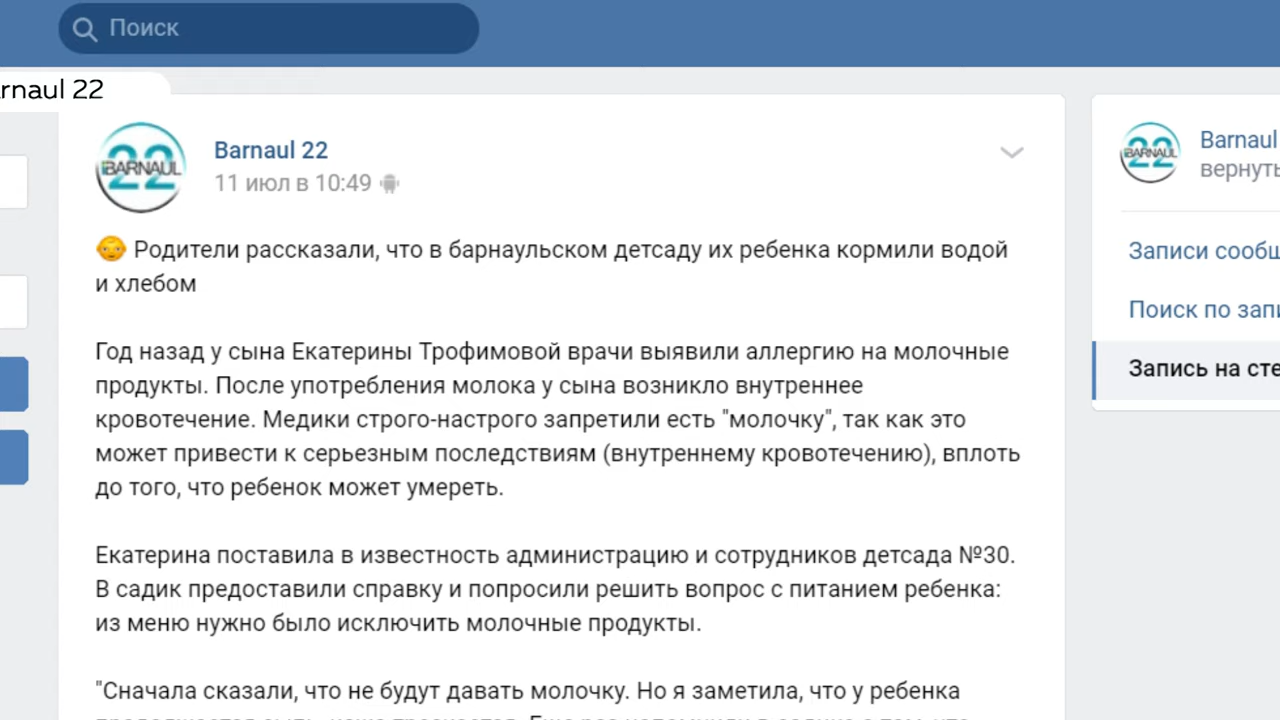 Поиск
rnaul 22
22
BARNAUL
Barnaul 22
11 июл в 10:49
Родители рассказали, что в барнаульском детсаду их ребенка кормили водой
и хлебом
Год назад у сына Екатерины Трофимовой врачи выявили аллергию на молочные
продукты. После употребления молока у сына возникло внутреннее
кровотечение. Медики строго-настрого запретили есть "молочку", так как это
может привести к серьезным последствиям (внутреннему кровотечению), вплоть
до того, что ребенок может умереть.
Екатерина поставила в известность администрацию и сотрудников детсада №30.
В садик предоставили справку и попросили решить вопрос с питанием ребенка:
из меню нужно было исключить молочные продукты.
"Сначала сказали, что не будут давать молочку. Но я заметила, что у ребенка
22
BARNAUL
Barnaul
вернуть
Записи сообщ
Поиск по запи
Запись на сте